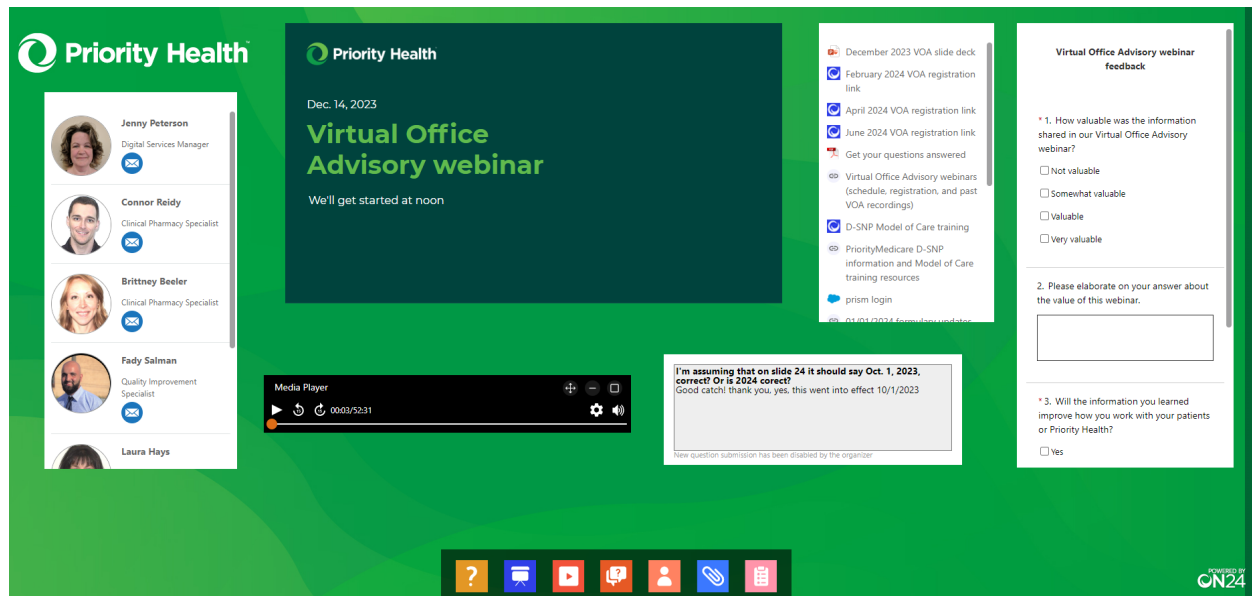 Priority Health
Jenny Peterson
Digital Services Manager
Connor Reidy
Clinical Pharmacy Specialist
Brittney Beeler
Clinical Pharmacy Specialist
Fady Salman
Quality Improvement
Specialist
Laura Hays
Priority Health
Dec. 14, 2023
Virtual Office
Advisory webinar
We'll get started at noon
Media Player
00:03/52:31
December 2023 VOA slide deck
February 2024 VOA registration
link
April 2024 VOA registration link
June 2024 VOA registration link
Get your questions answered
Virtual Office Advisory webinars
(schedule, registration, and past
VOA recordings)
D-SNP Model of Care training
PriorityMedicare D-SNP
information and Model of Care
training resources
prism login
01/01/2024 formulary updates
I'm assuming that on slide 24 it should say Oct. 1, 2023,
correct? Or is 2024 corect?
Good catch! thank you, yes, this went into effect 10/1/2023
New question submission has been disabled by the organizer
Virtual Office Advisory webinar
feedback
* 1. How valuable was the information
shared in our Virtual Office Advisory
webinar?
Not valuable
Somewhat valuable
Valuable
Very valuable
2. Please elaborate on your answer about
the value of this webinar.
* 3. Will the information you learned
improve how you work with your patients
or Priority Health?
Yes
POWERED BY
ON24